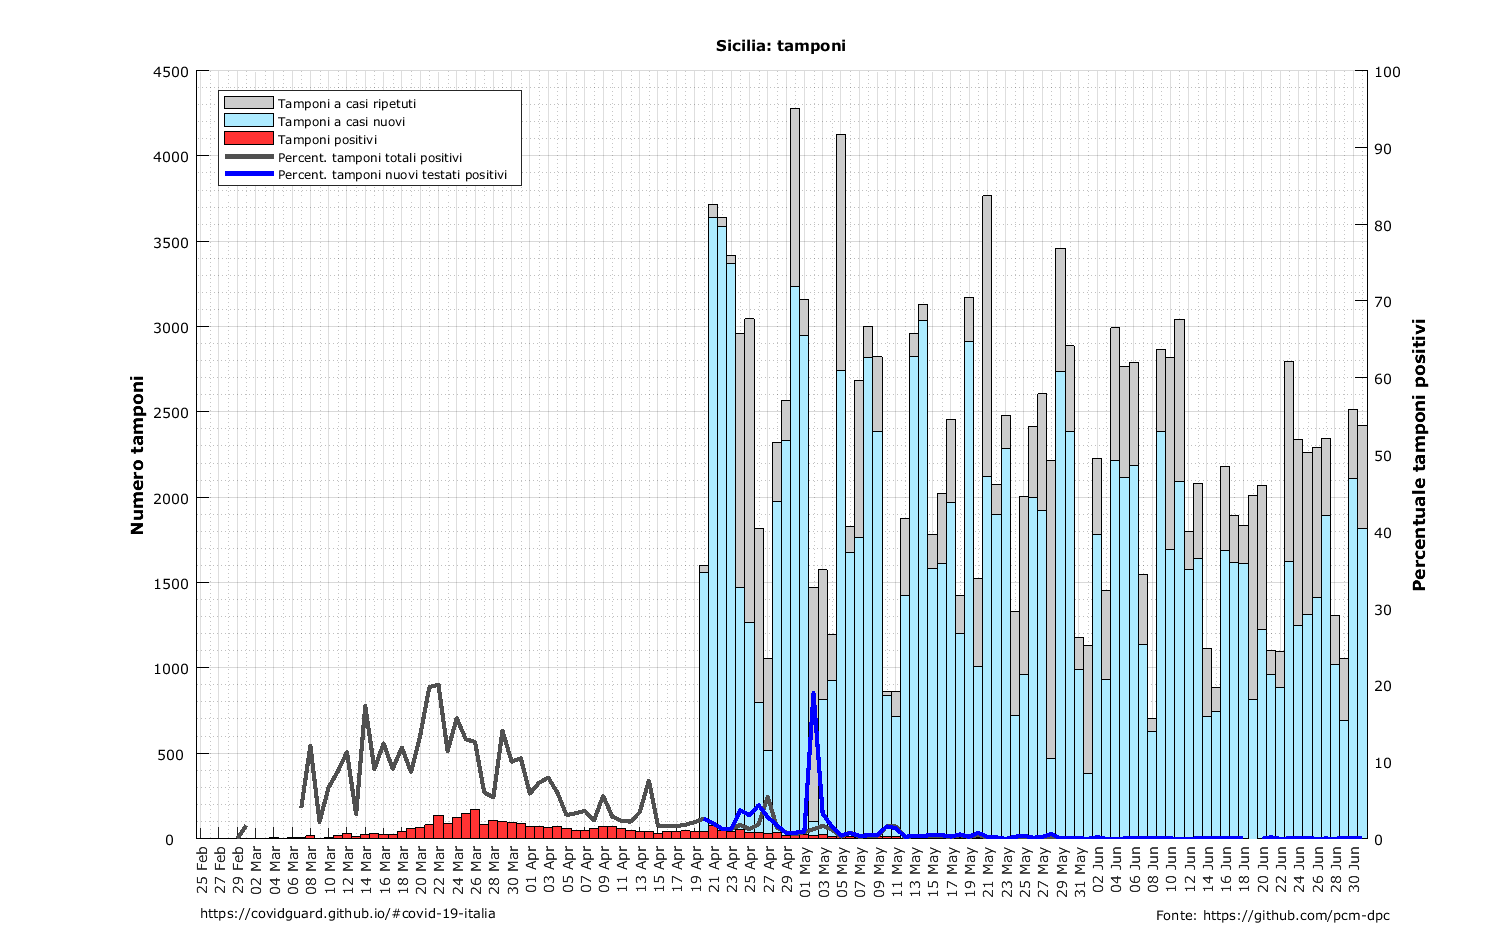 Sicilia: tamponi
4500
4000
3500
3000
2500
2000
1500
1000
500
0
Numero tamponi
Tamponi a casi ripetuti
Tamponi a casi nuovi
Tamponi positivi
Percent. tamponi totali positivi
Percent. tamponi nuovi testati positivi
100
90
80
70
60
50
40
30
20
10
0
Percentuale tamponi positivi
25 Feb
27 Feb
29 Feb
02 Mar
04 Mar
06 Mar
08 Mar
10 Mar
12 Mar
14 Mar
16 Mar
18 Mar
20 Mar
22 Mar
24 Mar
26 Mar
28 Mar
30 Mar
01 Apr
03 Apr
05 Apr
07 Apr
09 Apr
11 Apr
13 Apr
15 Apr
17 Apr
19 Apr
21 Apr
23 Apr
25 Apr
27 Apr
29 Apr
01 May
03 May
05 May
07 May
09 May
11 May
13 May
15 May
17 May
19 May
21 May
23 May
25 May
27 May
29 May
31 May
02 Jun
04 Jun
06 Jun
08 Jun
10 Jun
12 Jun
14 Jun
16 Jun
18 Jun
20 Jun
22 Jun
24 Jun
26 Jun
28 Jun
30 Jun
https://covidguard.github.io/#covid-19-italia
Fonte: https://github.com/pcm-dpc